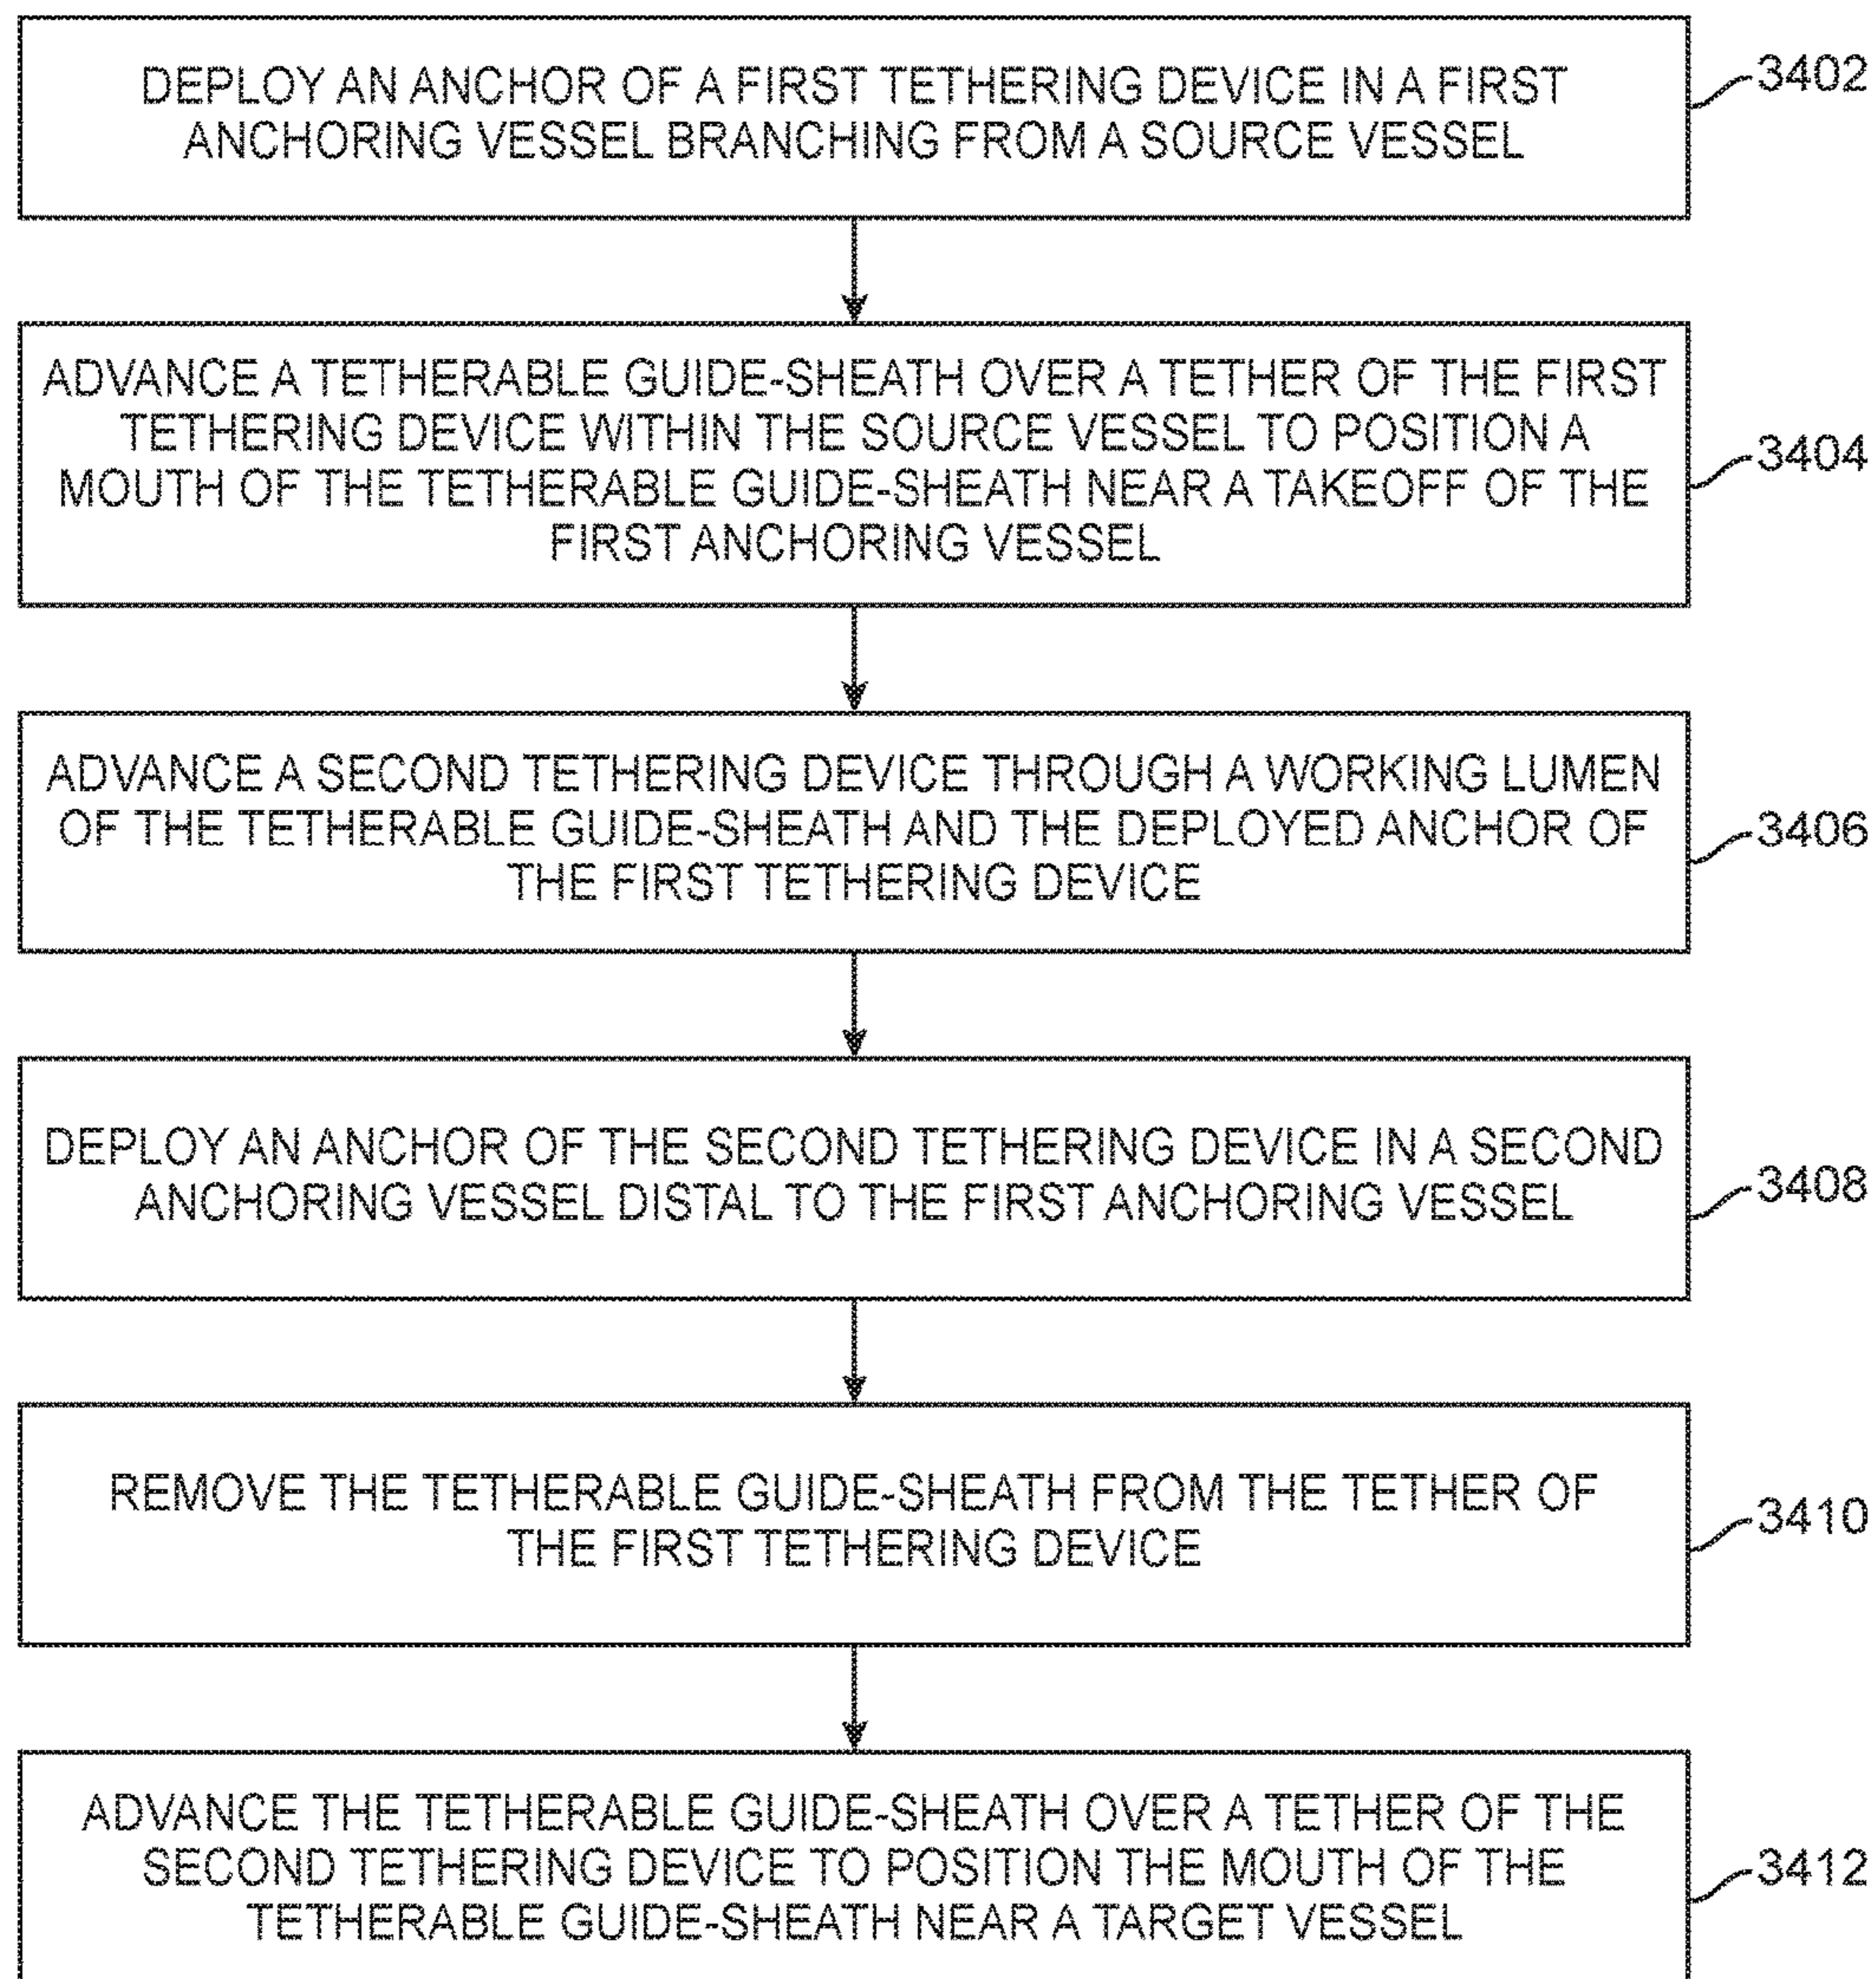 DEPLOY AN ANCHOR OF A FIRST TETHERING DEVICE IN A FIRST
ANCHORING VESSEL BRANCHING FROM A SOURCE VESSEL
3402
ADVANCE A TETHERABLE GUIDE-SHEATH OVER A TETHER OF THE FIRST
TETHERING DEVICE WITHIN THE SOURCE VESSEL TO POSITION A
MOUTH OF THE TETHERABLE GUIDE-SHEATH NEAR A TAKEOFF OF THE
FIRST ANCHORING VESSEL
3404
ADVANCE A SECOND TETHERING DEVICE THROUGH A WORKING LUMEN
OF THE TETHERABLE GUIDE-SHEATH AND THE DEPLOYED ANCHOR OF
THE FIRST TETHERING DEVICE
3406
DEPLOY AN ANCHOR OF THE SECOND TETHERING DEVICE IN A SECOND
ANCHORING VESSEL DISTAL TO THE FIRST ANCHORING VESSEL
3408
REMOVE THE TETHERABLE GUIDE-SHEATH FROM THE TETHER OF
THE FIRST TETHERING DEVICE
3410
ADVANCE THE TETHERABLE GUIDE-SHEATH OVER A TETHER OF THE
SECOND TETHERING DEVICE TO POSITION THE MOUTH OF THE
TETHERABLE GUIDE-SHEATH NEAR A TARGET VESSEL
3412